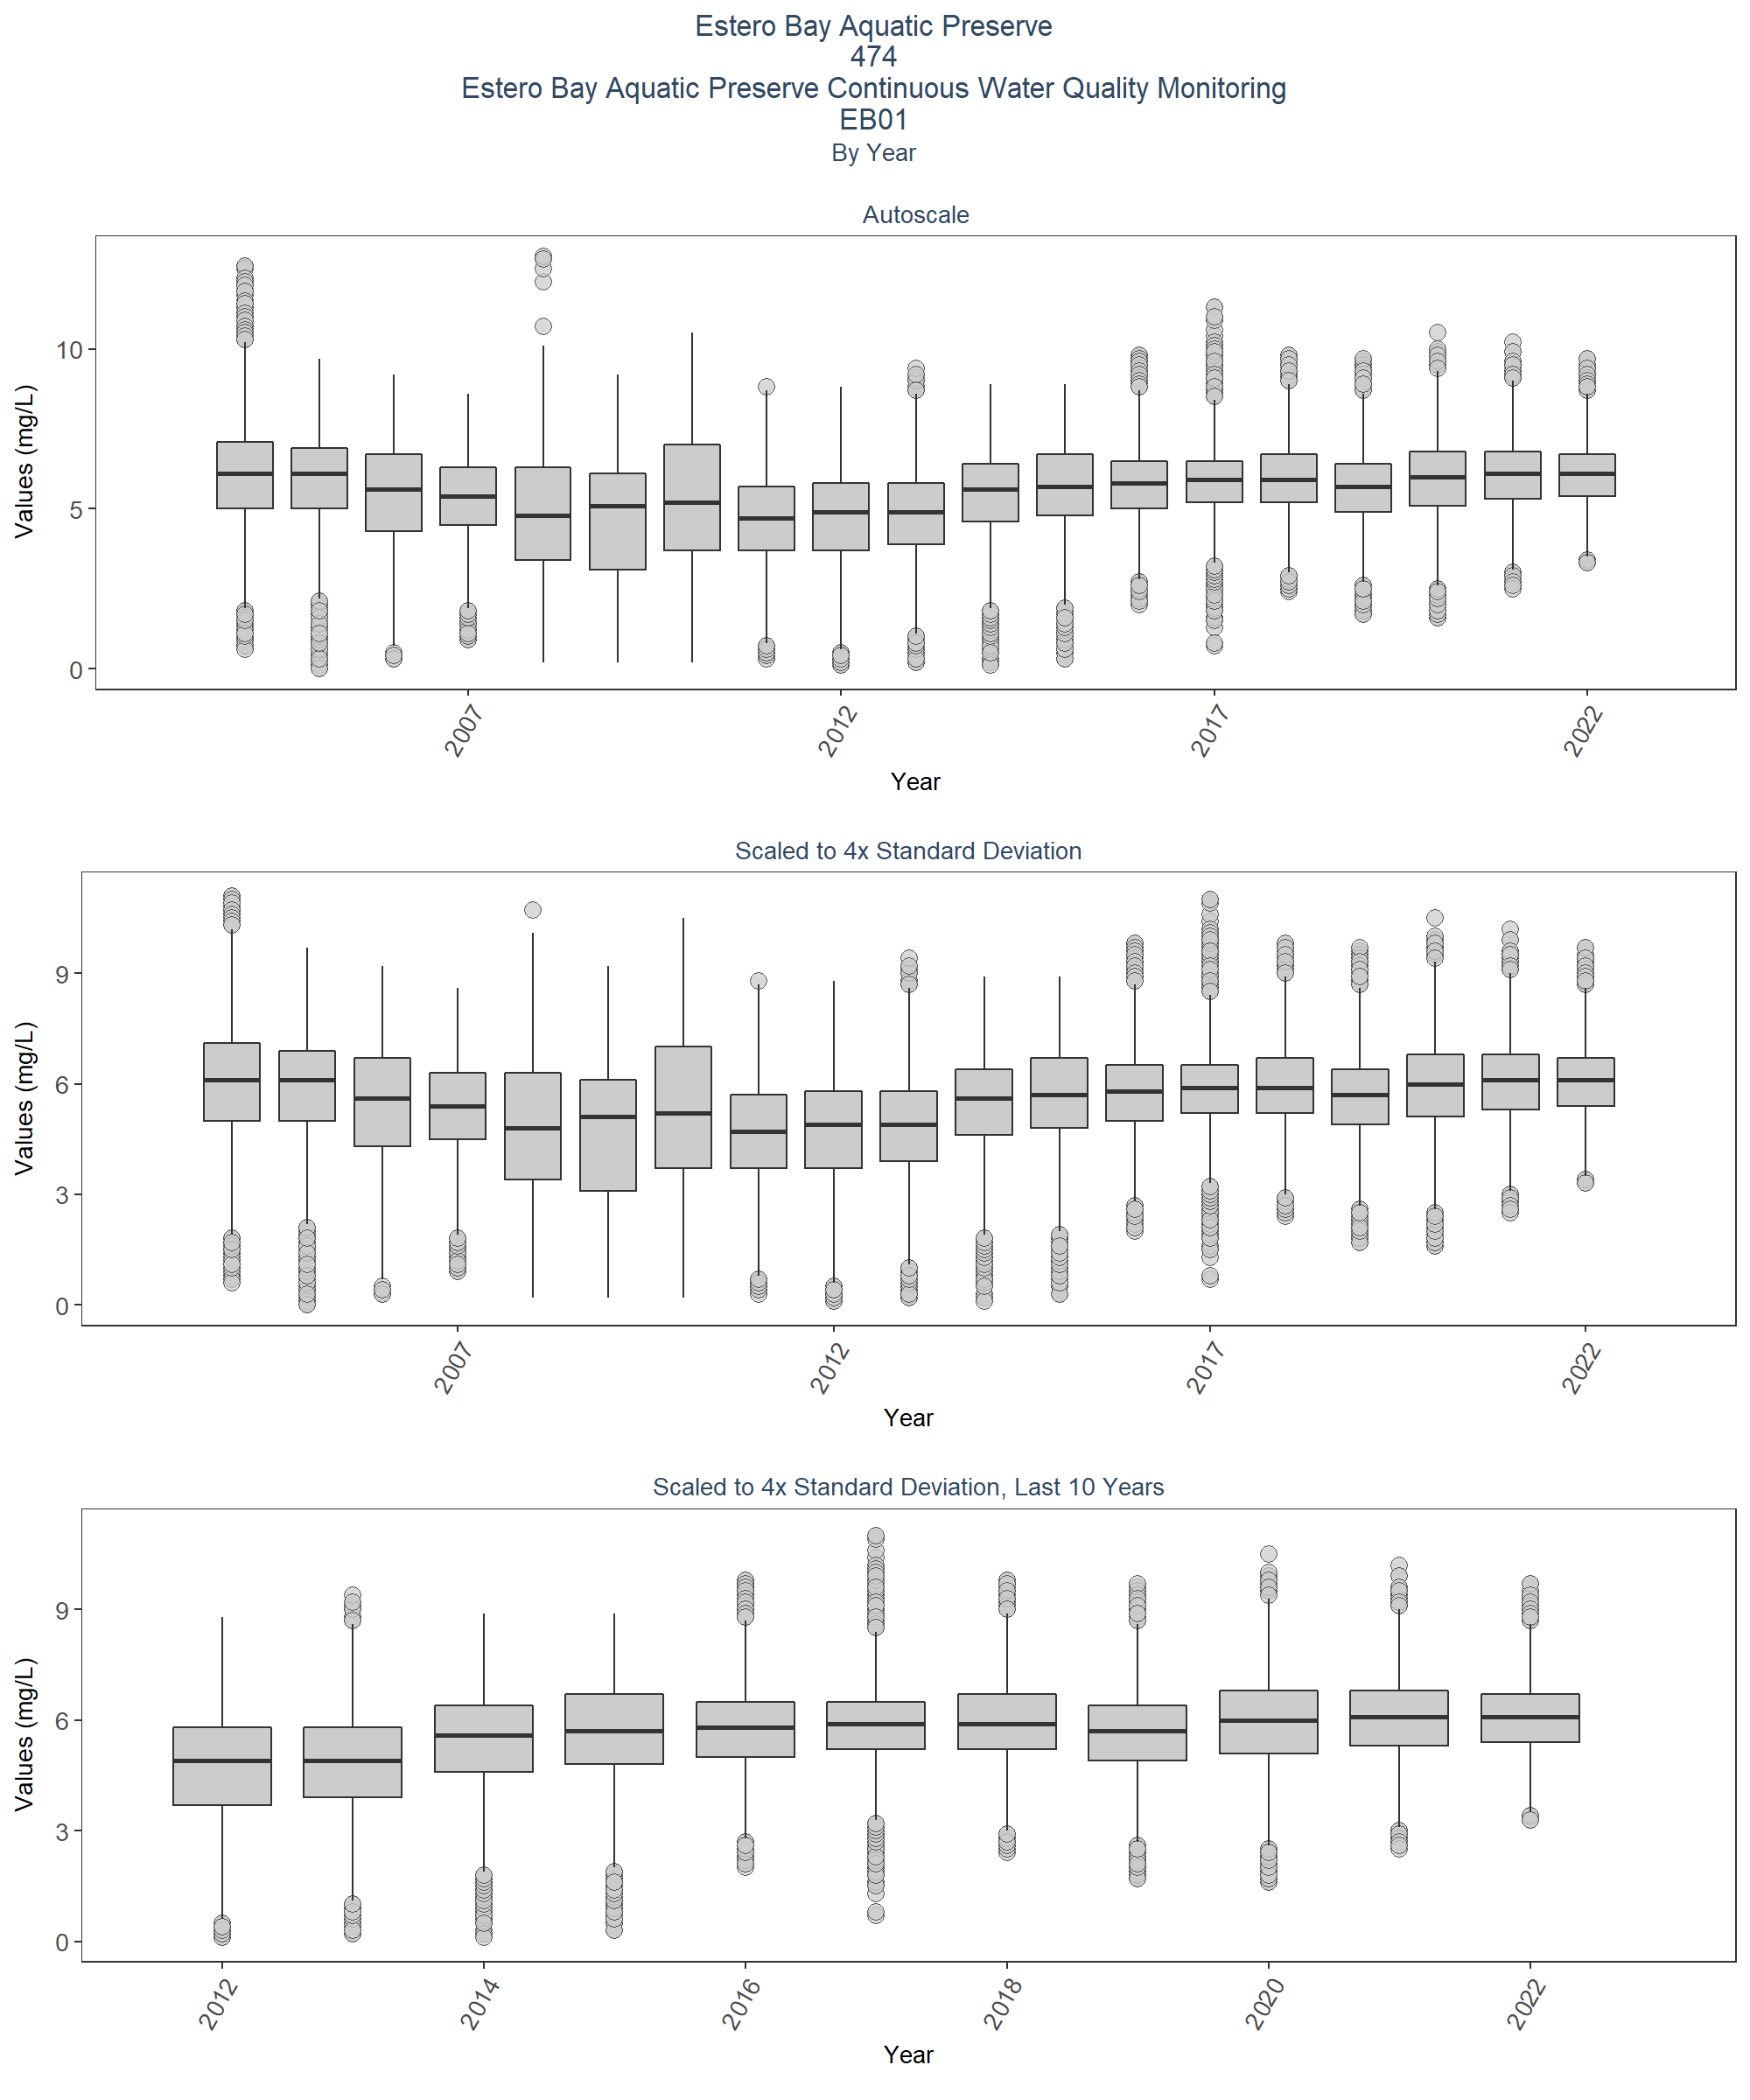 Estero Bay Aquatic Preserve
474
Estero Bay Aquatic Preserve Continuous Water Quality Monitoring
EB01
By Year
Autoscale
Values (mg/L)
10
5
0
2007 2012 2017 2022
Year
Scaled to 4x Standard Deviation
Values (mg/L)
9
6
3
0
2007 2012 2017 2022
Year
Scaled to 4x Standard Deviation, Last 10 Years
Values (mg/L)
9
6
3
0
2012 2014 2016 2018 2020 2022
Year